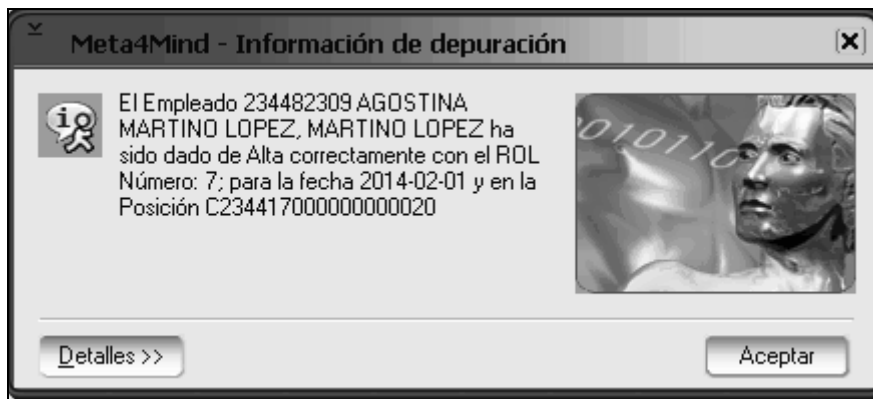 Meta4Mind - Información de depuración
El Empleado 234482309 AGOSTINA
MARTINO LOPEZ, MARTINO LOPEZ ha
sido dado de Alta correctamente con el ROL
Número: 7; para la fecha 2014-02-01 y en la
Posición C234417000000000020
0010110
Detalles >>
Aceptar